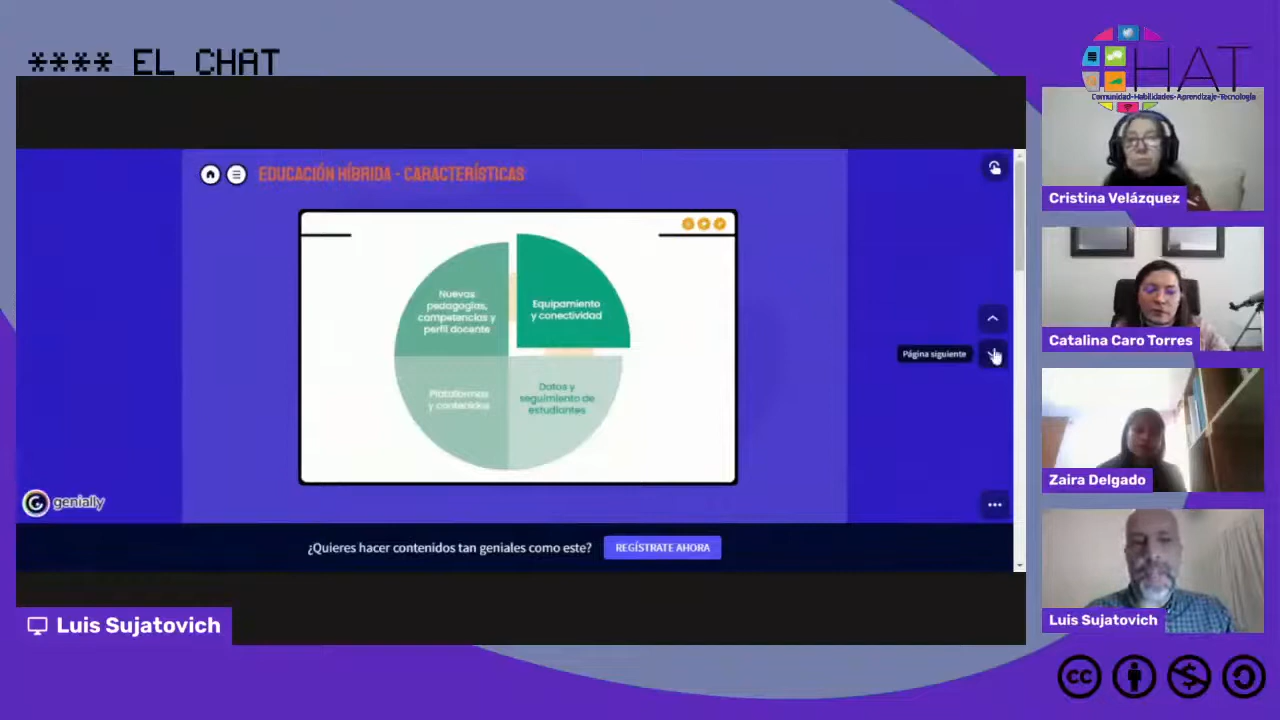 **** EL CHAT
HAT
Comunidad-Habilidades-Aprendizaje-Tecnología
EDUCACIÓN HÍBRIDA - CARACTERÍSTICAS
Nuevas
pedagogías,
competencias y
perfil docente
Equipamiento
y conectividad
Plataformas
y contenidos
Datos y
seguimiento de
estudiantes
Página siguiente
genially
¿Quieres hacer contenidos tan geniales como este?
REGÍSTRATE AHORA
Luis Sujatovich
Cristina Velázquez
Catalina Caro Torres
Zaira Delgado
Luis Sujatovich
cc